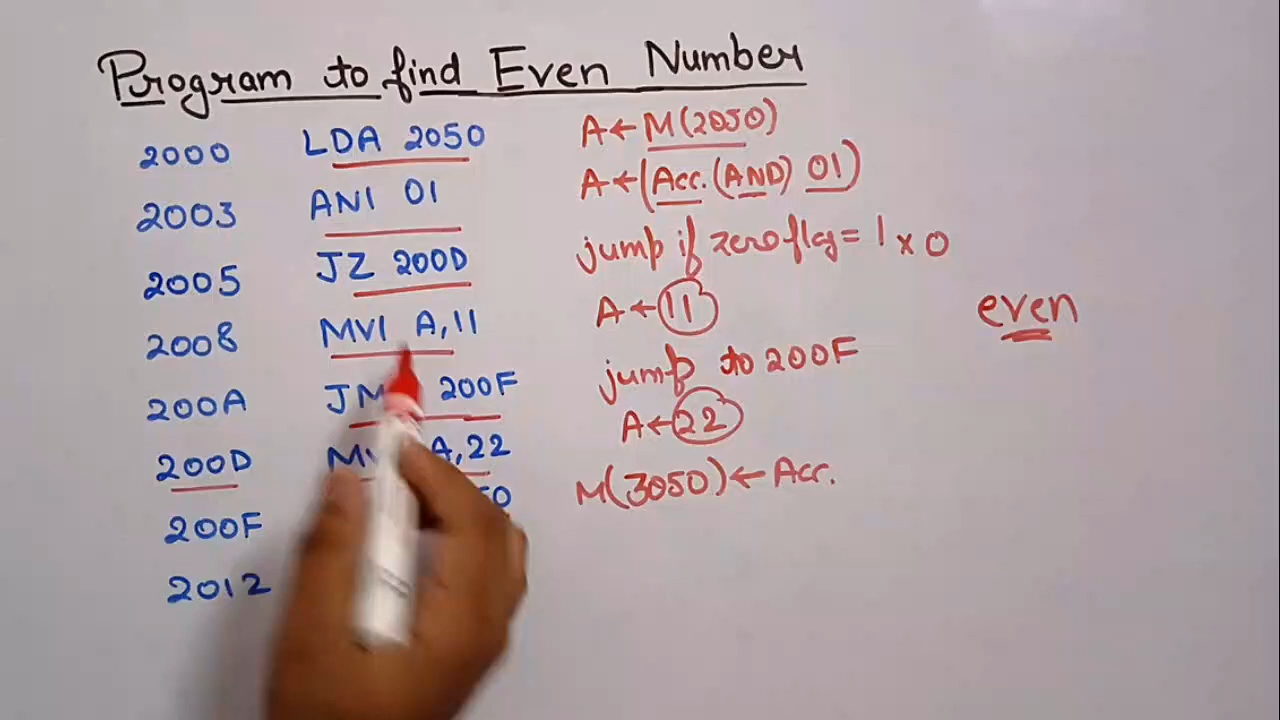 Program to find Even Number
2000 LDA 2050 A←M(2050)
2003 ANI 01 A←(Acc.(AND) 01)
2005 JZ 200D jump if zero flag=1 x 0
2008 MVI A,11 A←11
even
200A 200F jump to 200F
200D A,22 A←22
200F M(3050)←Acc.
2012